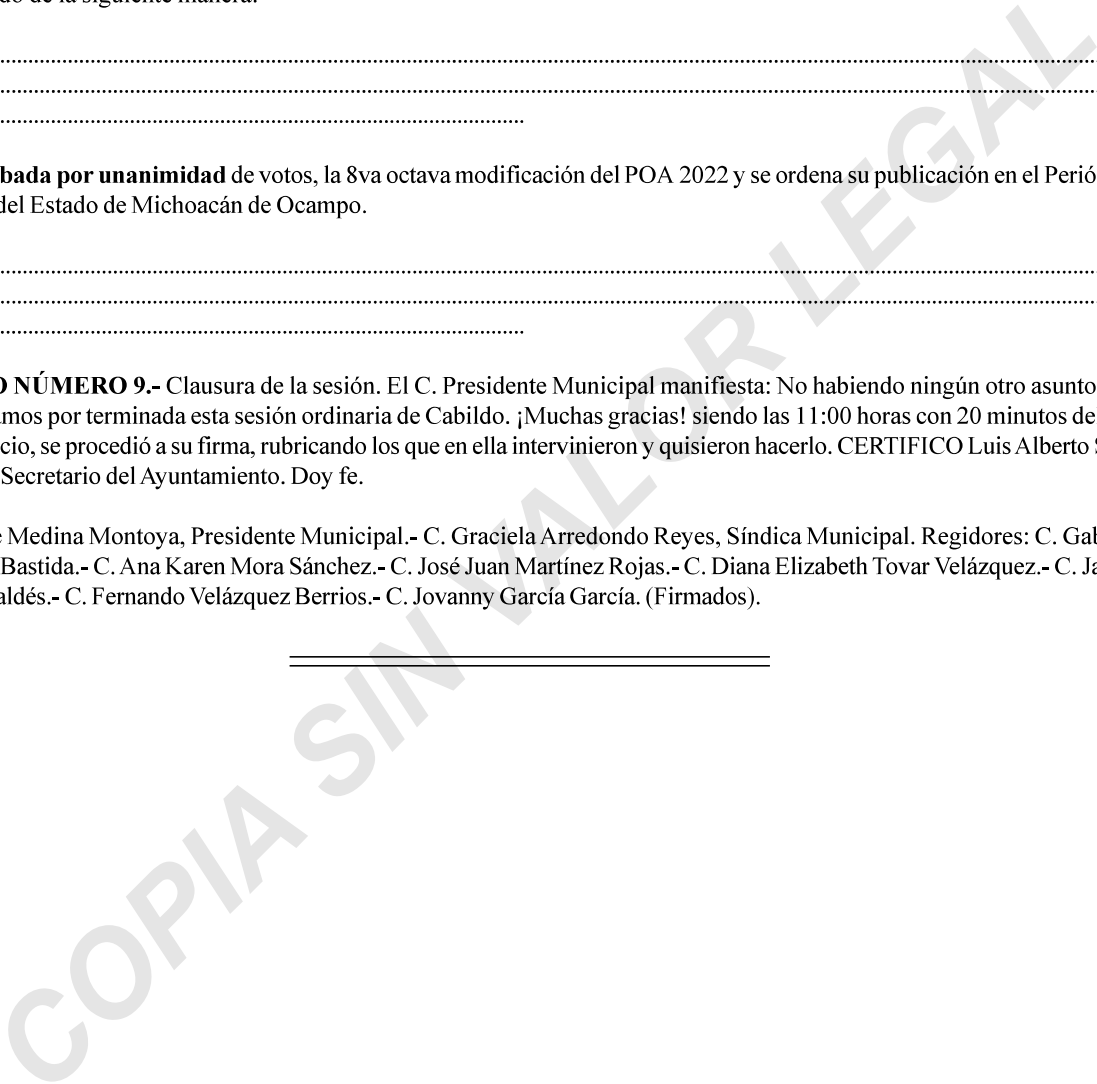 do de la siguiente manera:
..........................................................................................................................................................................
..........................................................................................................................................................................
....................................................................................
bada por unanimidad de votos, la 8va octava modificación del POA 2022 y se ordena su publicación en el Perió
del Estado de Michoacán de Ocampo.
..........................................................................................................................................................................
..........................................................................................................................................................................
....................................................................................
O NÚMERO 9.- Clausura de la sesión. El C. Presidente Municipal manifiesta: No habiendo ningún otro asunto
amos por terminada esta sesión ordinaria de Cabildo. ¡Muchas gracias! siendo las 11:00 horas con 20 minutos de
cio, se procedió a su firma, rubricando los que en ella intervinieron y quisieron hacerlo. CERTIFICO Luis Alberto S
Secretario del Ayuntamiento. Doy fe.
e Medina Montoya, Presidente Municipal.- C. Graciela Arredondo Reyes, Síndica Municipal. Regidores: C. Gab
Bastida.- C. Ana Karen Mora Sánchez.- C. José Juan Martínez Rojas.- C. Diana Elizabeth Tovar Velázquez.- C. Ja
aldés.- C. Fernando Velázquez Berrios.- C. Jovanny García García. (Firmados).
COPIA SIN VALOR LEGAL